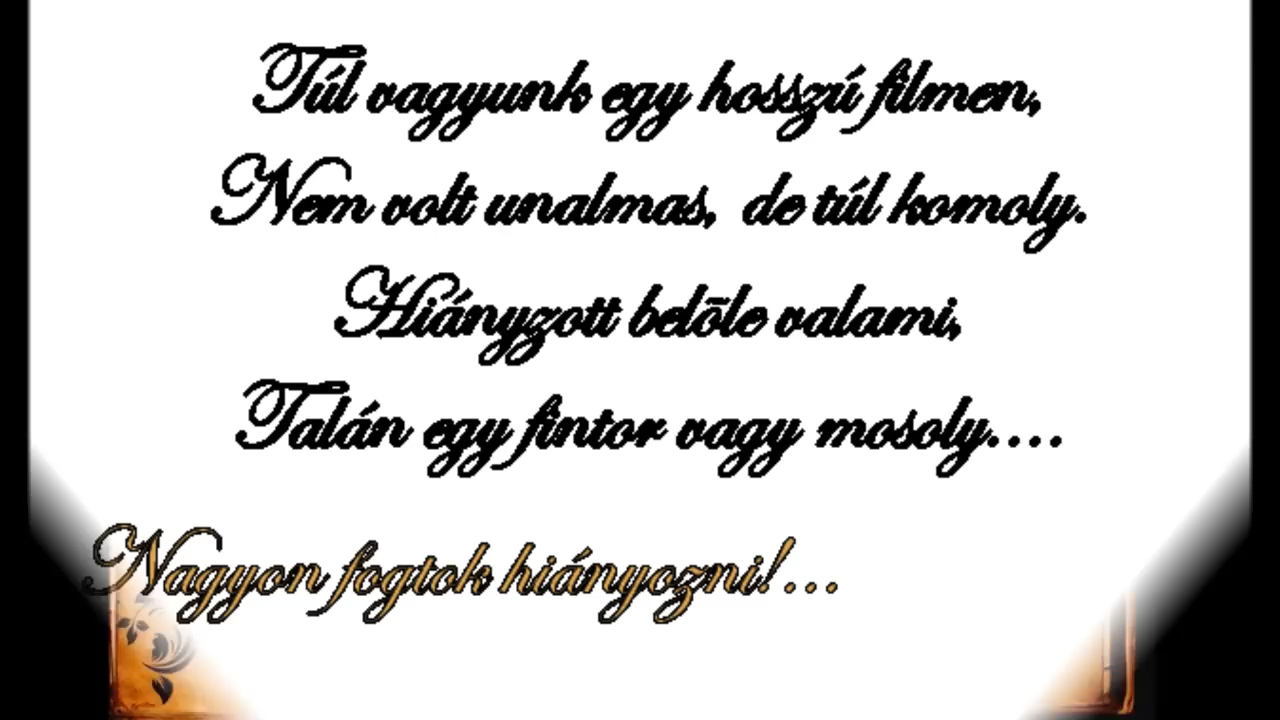 Túl vagyunk egy hosszú filmen,
Nem volt unalmas, de túl komoly.
Hiányzott belōle valami,
Talán egy fintor vagy mosoly....
Nagyon fogtok hiányozni!...